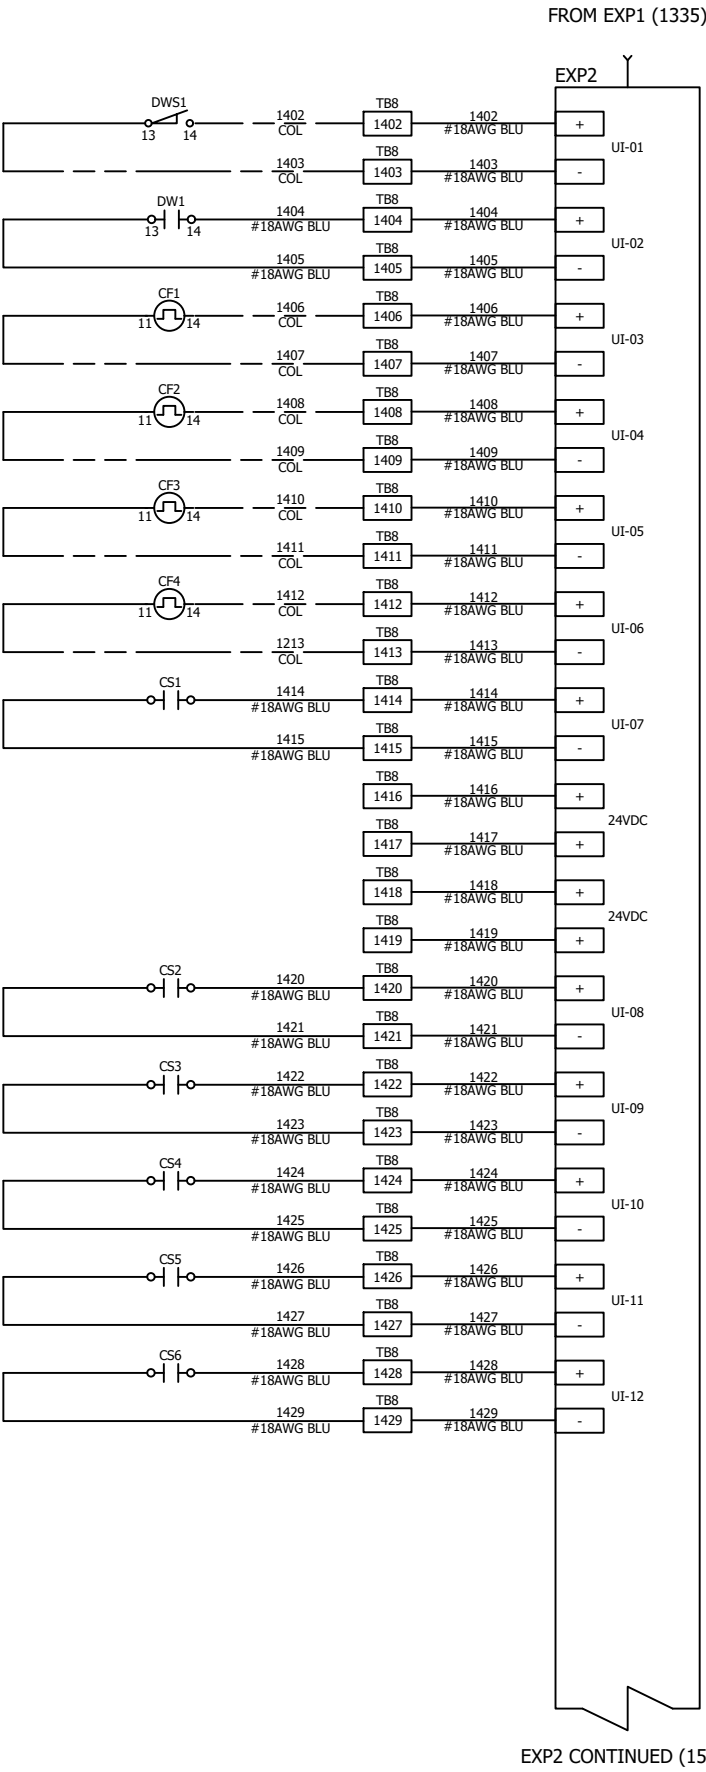 FROM EXP1 (1335)
EXP2
DWS1 1402 TB8 1402
13 14 COL 1402 #18AWG BLU + UI-01
1403 TB8 1403
COL 1403 #18AWG BLU -
DW1 1404 TB8 1404
13 14 #18AWG BLU 1404 #18AWG BLU + UI-02
1405 TB8 1405
#18AWG BLU 1405 #18AWG BLU -
CF1 1406 TB8 1406
11 14 COL 1406 #18AWG BLU + UI-03
1407 TB8 1407
COL 1407 #18AWG BLU -
CF2 1408 TB8 1408
11 14 COL 1408 #18AWG BLU + UI-04
1409 TB8 1409
COL 1409 #18AWG BLU -
CF3 1410 TB8 1410
11 14 COL 1410 #18AWG BLU + UI-05
1411 TB8 1411
COL 1411 #18AWG BLU -
CF4 1412 TB8 1412
11 14 COL 1412 #18AWG BLU + UI-06
1213 TB8 1413
COL 1413 #18AWG BLU -
CS1 1414 TB8 1414
#18AWG BLU 1414 #18AWG BLU + UI-07
1415 TB8 1415
#18AWG BLU 1415 #18AWG BLU -
TB8 1416
1416 #18AWG BLU + 24VDC
TB8 1417
1417 #18AWG BLU +
TB8 1418
1418 #18AWG BLU + 24VDC
TB8 1419
1419 #18AWG BLU +
CS2 1420 TB8 1420
#18AWG BLU 1420 #18AWG BLU + UI-08
1421 TB8 1421
#18AWG BLU 1421 #18AWG BLU -
CS3 1422 TB8 1422
#18AWG BLU 1422 #18AWG BLU + UI-09
1423 TB8 1423
#18AWG BLU 1423 #18AWG BLU -
CS4 1424 TB8 1424
#18AWG BLU 1424 #18AWG BLU + UI-10
1425 TB8 1425
#18AWG BLU 1425 #18AWG BLU -
CS5 1426 TB8 1426
#18AWG BLU 1426 #18AWG BLU + UI-11
1427 TB8 1427
#18AWG BLU 1427 #18AWG BLU -
CS6 1428 TB8 1428
#18AWG BLU 1428 #18AWG BLU + UI-12
1429 TB8 1429
#18AWG BLU 1429 #18AWG BLU -
EXP2 CONTINUED (15